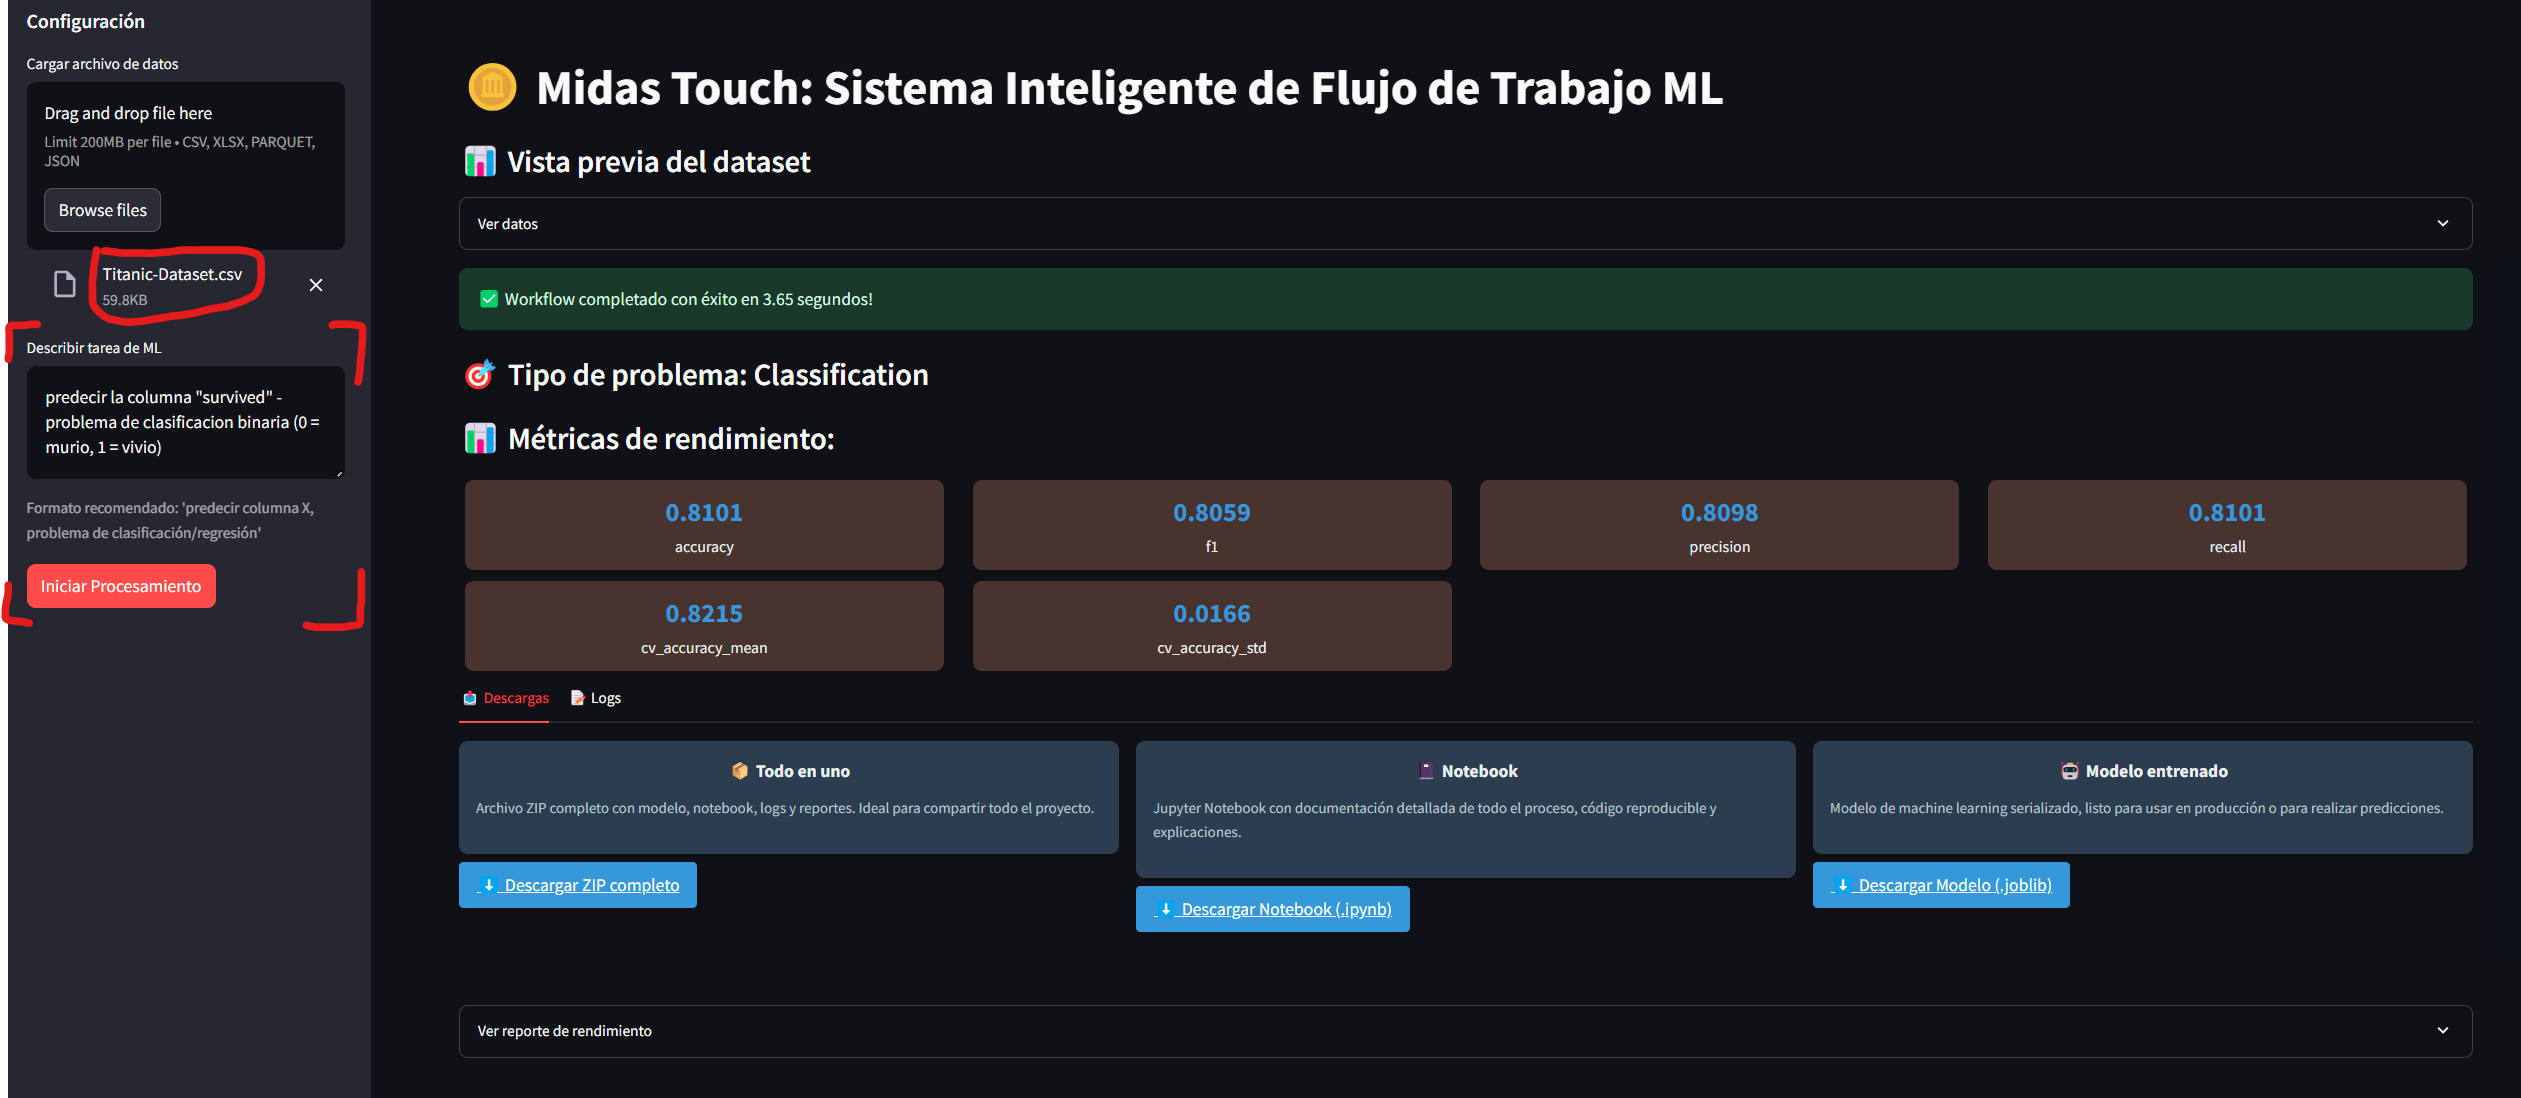 Configuración
Cargar archivo de datos
Drag and drop file here
Limit 200MB per file • CSV, XLSX, PARQUET,
JSON
Browse files
Titanic-Dataset.csv
59.8KB
Describir tarea de ML
predecir la columna "survived" -
problema de clasificacion binaria (0 =
murio, 1 = vivio)
Formato recomendado: 'predecir columna X,
problema de clasificación/regresión'
Iniciar Procesamiento
Midas Touch: Sistema Inteligente de Flujo de Trabajo ML
Vista previa del dataset
Ver datos
Workflow completado con éxito en 3.65 segundos!
Tipo de problema: Classification
Métricas de rendimiento:
0.8101
accuracy
0.8059
f1
0.8098
precision
0.8101
recall
0.8215
cv_accuracy_mean
0.0166
cv_accuracy_std
Descargas
Logs
Todo en uno
Archivo ZIP completo con modelo, notebook, logs y reportes. Ideal para compartir todo el proyecto.
Descargar ZIP completo
Notebook
Jupyter Notebook con documentación detallada de todo el proceso, código reproducible y
explicaciones.
Descargar Notebook (.ipynb)
Modelo entrenado
Modelo de machine learning serializado, listo para usar en producción o para realizar predicciones.
Descargar Modelo (.joblib)
Ver reporte de rendimiento